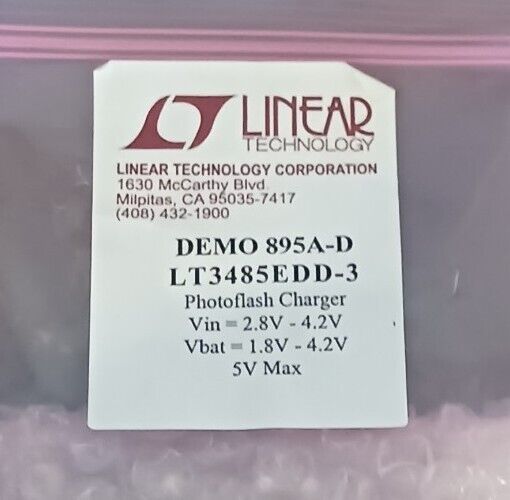 LINEAR
TECHNOLOGY
LINEAR TECHNOLOGY CORPORATION
1630 McCarthy Blvd.
Milpitas, CA 95035-7417
(408) 432-1900
DEMO 895A-D
LT3485EDD-3
Photoflash Charger
Vin = 2.8V - 4.2V
Vbat = 1.8V - 4.2V
5V Max